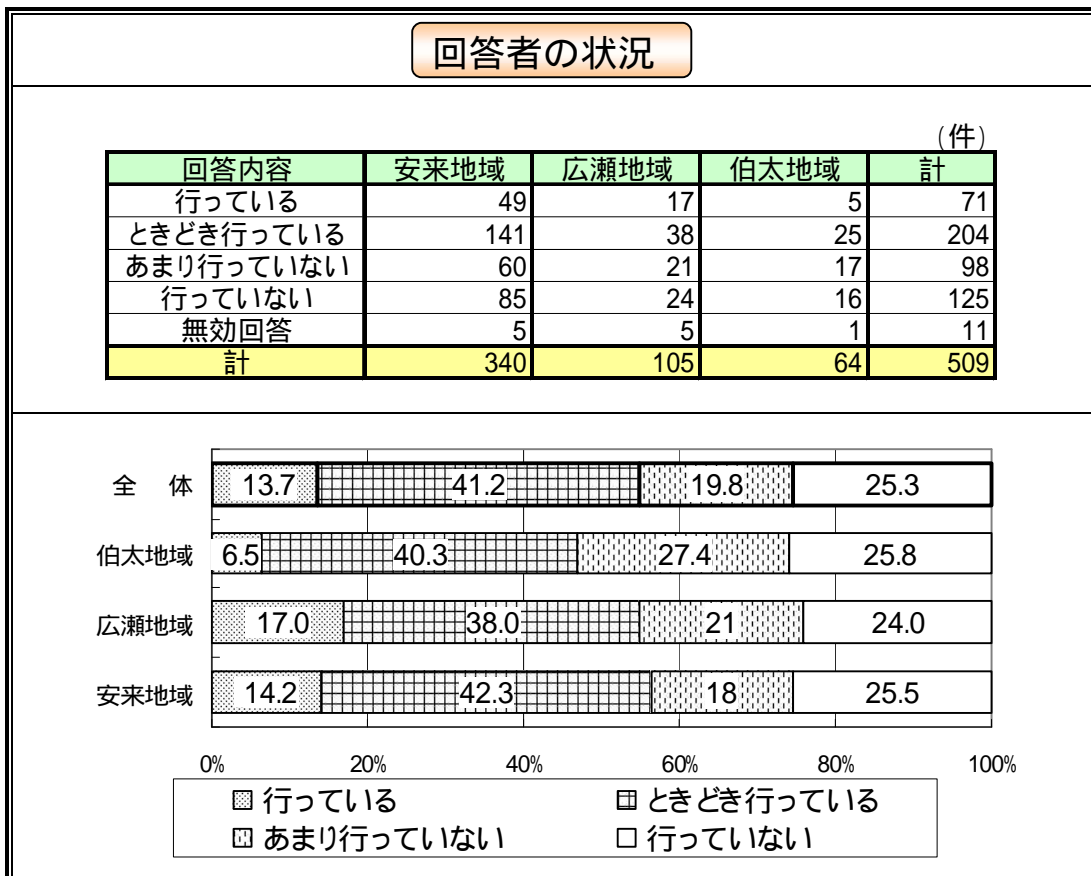 回答者の状況
(件)
回答内容 安来地域 広瀬地域 伯太地域 計
行っている 49 17 5 71
ときどき行っている 141 38 25 204
あまり行っていない 60 21 17 98
行っていない 85 24 16 125
無効回答 5 5 1 11
計 340 105 64 509
全 体 13.7 41.2 19.8 25.3
伯太地域 6.5 40.3 27.4 25.8
広瀬地域 17.0 38.0 21 24.0
安来地域 14.2 42.3 18 25.5
0% 20% 40% 60% 80% 100%
行っている ときどき行っている
あまり行っていない 行っていない